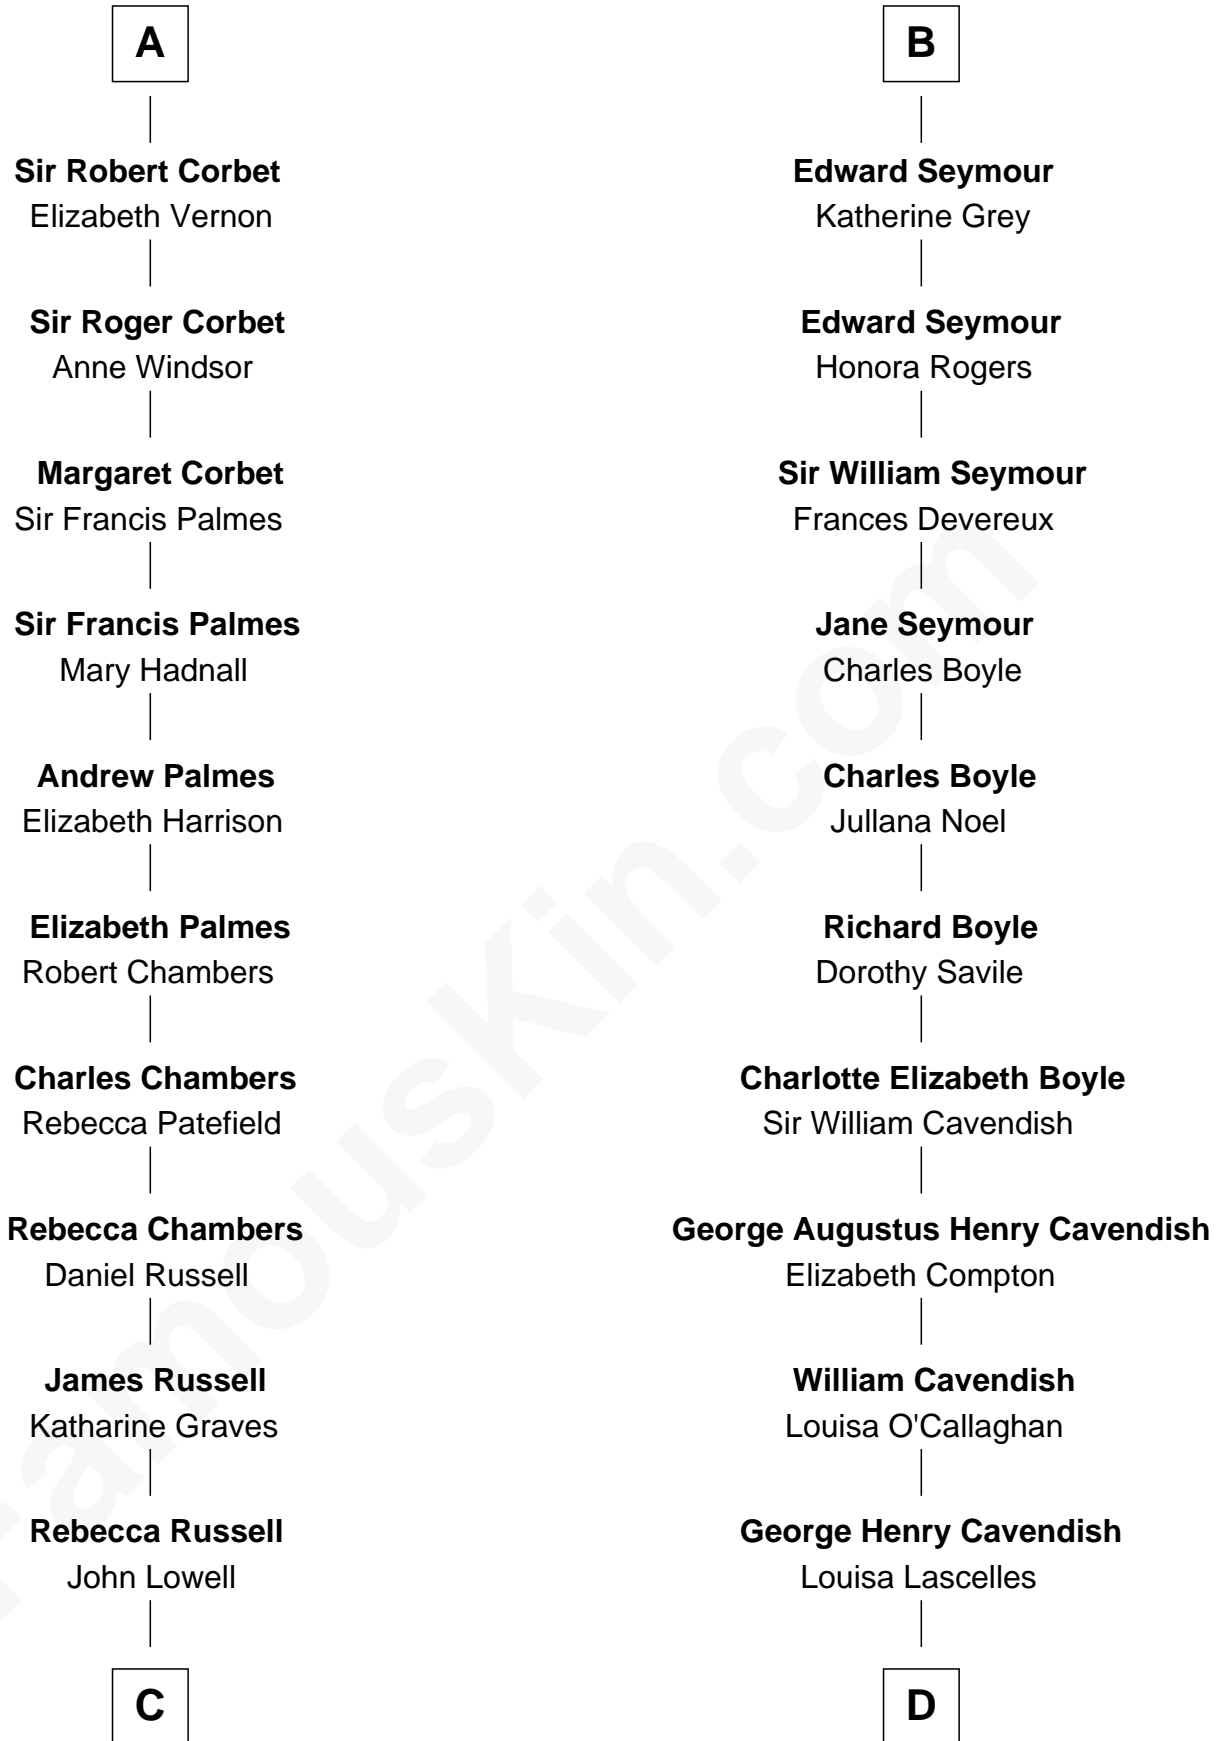 A
Sir Robert Corbet
Elizabeth Vernon
Sir Roger Corbet
Anne Windsor
Margaret Corbet
Sir Francis Palmes
Sir Francis Palmes
Mary Hadnall
Andrew Palmes
Elizabeth Harrison
Elizabeth Palmes
Robert Chambers
Charles Chambers
Rebecca Patefield
Rebecca Chambers
Daniel Russell
James Russell
Katharine Graves
Rebecca Russell
John Lowell
C
B
Edward Seymour
Katherine Grey
Edward Seymour
Honora Rogers
Sir William Seymour
Frances Devereux
Jane Seymour
Charles Boyle
Charles Boyle
Jullana Noel
Richard Boyle
Dorothy Savile
Charlotte Elizabeth Boyle
Sir William Cavendish
George Augustus Henry Cavendish
Elizabeth Compton
William Cavendish
Louisa O'Callaghan
George Henry Cavendish
Louisa Lascelles
D
FamousKin.com